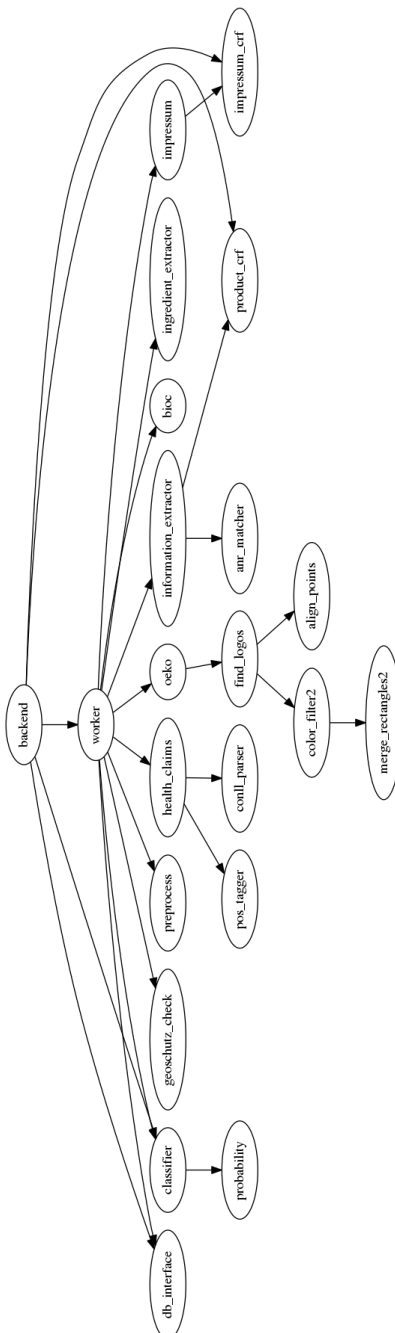 backend
worker
db_interface
classifier
geoschutz_check
preprocess
health_claims
oeko
information_extractor
bioc
ingredient_extractor
impressum
probability
pos_tagger
conll_parser
find_logos
anr_matcher
product_crf
impressum_crf
color_filter2
align_points
merge_rectangles2